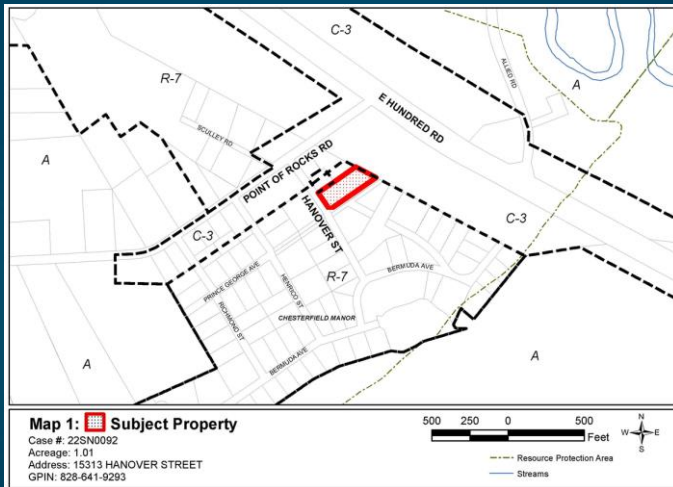 C-3
R-7
A
ALLIED RD
SCULLEY RD
E HUNDRED RD
A
POINT OF ROCKS RD
C-3
C-3
HANOVER ST
PRINCE GEORGE AVE
HENRICO ST
R-7
BERMUDA AVE
RICHMOND ST
CHESTERFIELD MANOR
A
BERMUDA AVE
A
Map 1: Subject Property
Case #: 22SN0092
Acreage: 1.01
Address: 15313 HANOVER STREET
GPIN: 828-641-9293
500 250 0 500
Feet
N
W E
S
Resource Protection Area
Streams